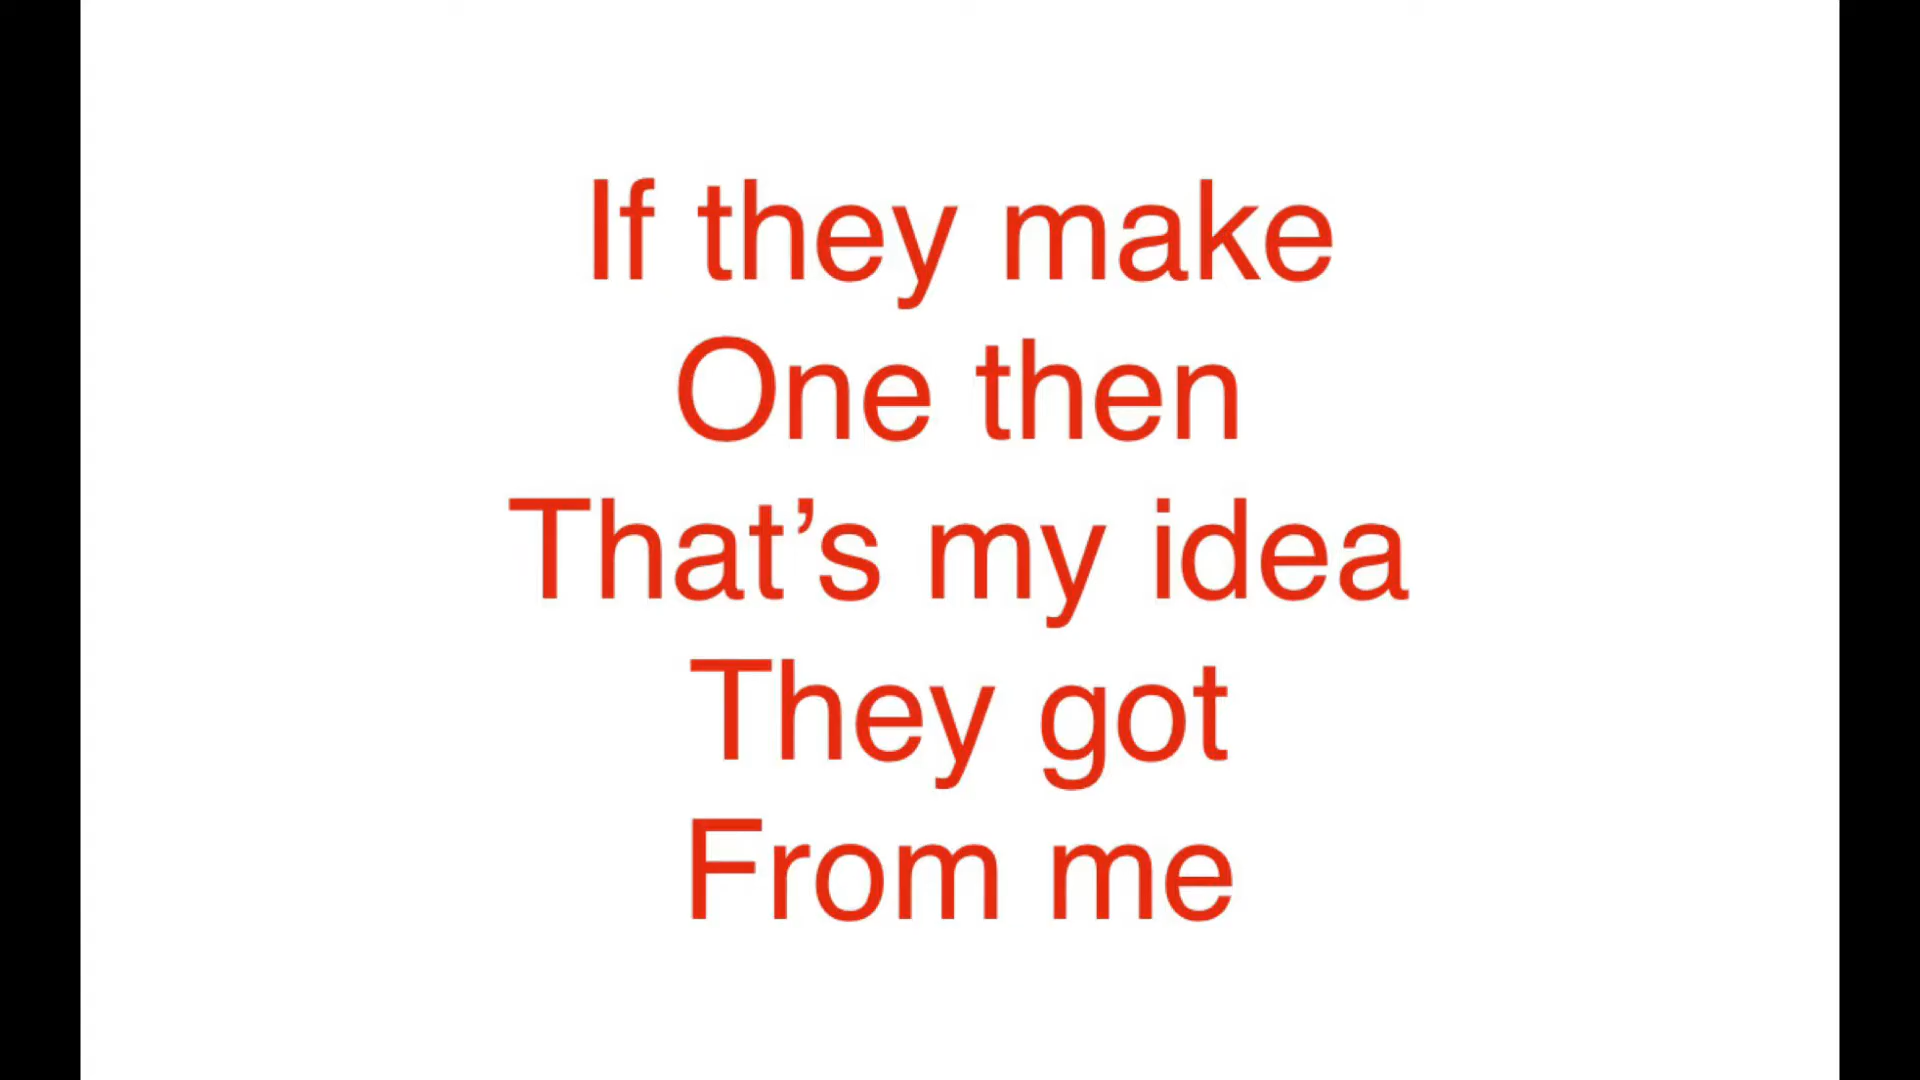 If they make
One then
That’s my idea
They got
From me